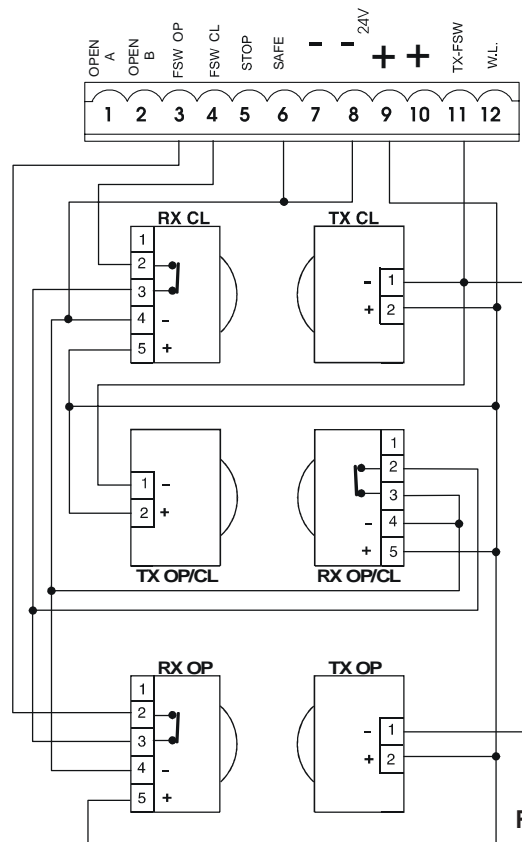 OPEN A
OPEN B
FSW OP
FSW CL
STOP
SAFE
-
-
24V
+
+
TX-FSW
W.L.
1 2 3 4 5 6 7 8 9 10 11 12
RX CL
1
2
3
4 -
5 +
TX CL
- 1
+ 2
1 -
2 +
TX OP/CL
1
2
3
- 4
+ 5
RX OP/CL
RX OP
1
2
3
4 -
5 +
TX OP
- 1
+ 2